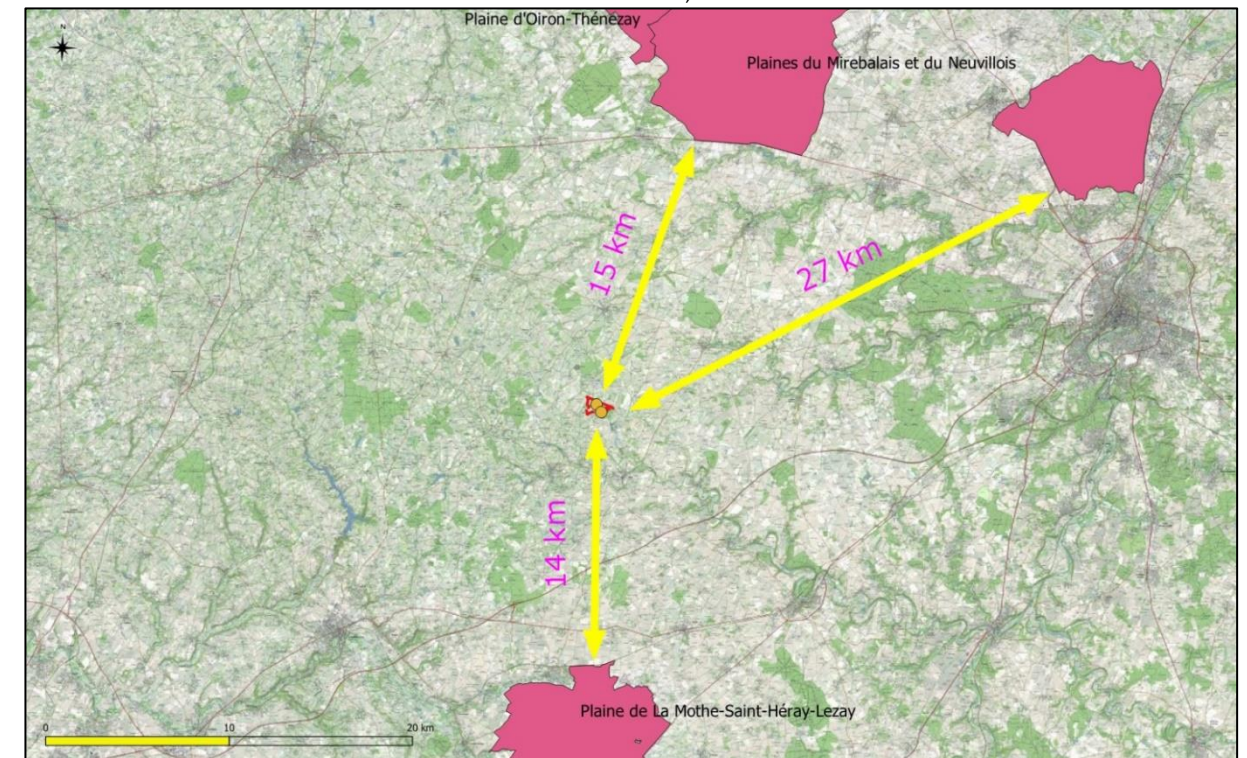 Plaine d'Oiron-Thénezay
N
Plaines du Mirebalais et du Neuvillois
15 km
27 km
14 km
Plaine de La Mothe-Saint-Héray-Lezay
0 10 20 km